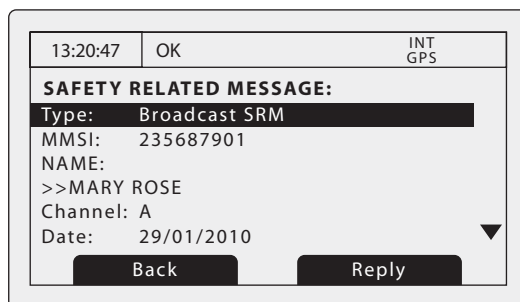 13:20:47 OK INT
GPS
SAFETY RELATED MESSAGE:
Type: Broadcast SRM
MMSI: 235687901
NAME:
>>MARY ROSE
Channel: A
Date: 29/01/2010
Back Reply